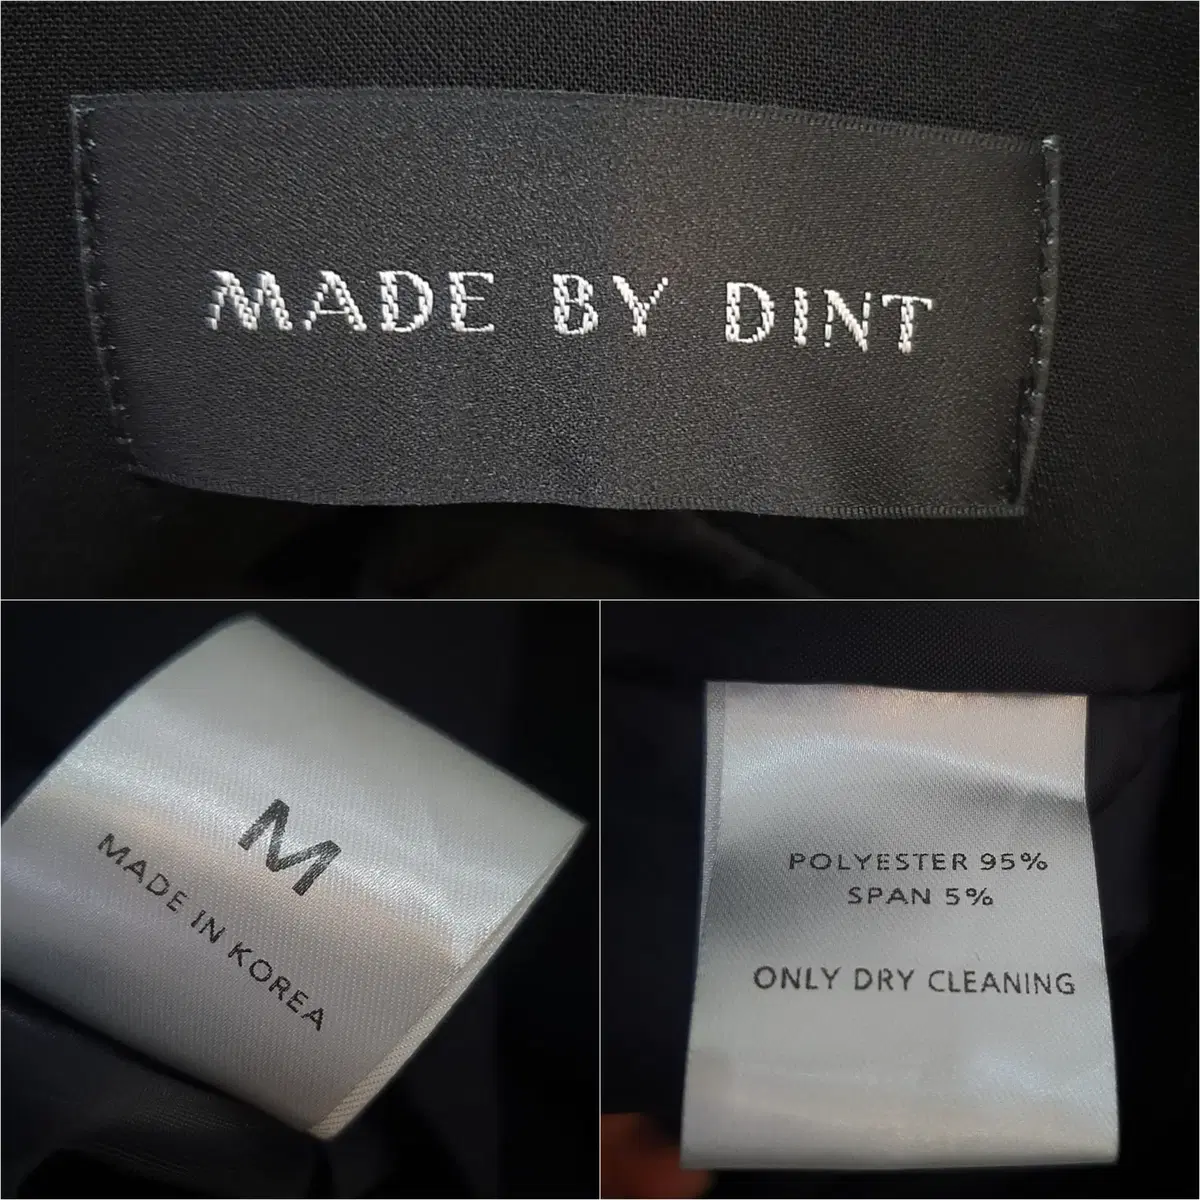 MADE BY DINT
M
MADE IN KOREA
POLYESTER 95%
SPAN 5%
ONLY DRY CLEANING